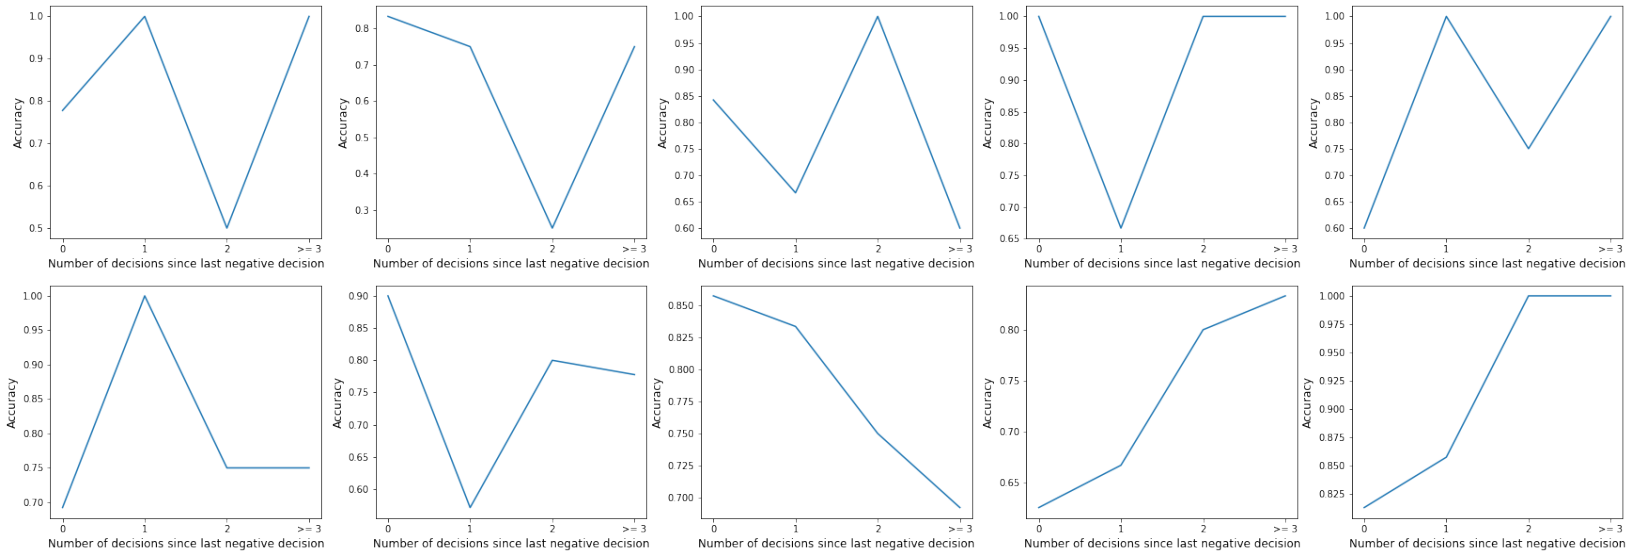 1.0
0.9
0.8
0.7
0.6
0.5
Accuracy
0 1 2 >= 3
Number of decisions since last negative decision
0.8
0.7
0.6
0.5
0.4
0.3
Accuracy
0 1 2 >= 3
Number of decisions since last negative decision
1.00
0.95
0.90
0.85
0.80
0.75
0.70
0.65
0.60
Accuracy
0 1 2 >= 3
Number of decisions since last negative decision
1.00
0.95
0.90
0.85
0.80
0.75
0.70
0.65
Accuracy
0 1 2 >= 3
Number of decisions since last negative decision
1.00
0.95
0.90
0.85
0.80
0.75
0.70
0.65
0.60
Accuracy
0 1 2 >= 3
Number of decisions since last negative decision
1.00
0.95
0.90
0.85
0.80
0.75
0.70
Accuracy
0 1 2 >= 3
Number of decisions since last negative decision
0.90
0.85
0.80
0.75
0.70
0.65
0.60
Accuracy
0 1 2 >= 3
Number of decisions since last negative decision
0.850
0.825
0.800
0.775
0.750
0.725
0.700
Accuracy
0 1 2 >= 3
Number of decisions since last negative decision
0.80
0.75
0.70
0.65
Accuracy
0 1 2 >= 3
Number of decisions since last negative decision
1.000
0.975
0.950
0.925
0.900
0.875
0.850
0.825
Accuracy
0 1 2 >= 3
Number of decisions since last negative decision